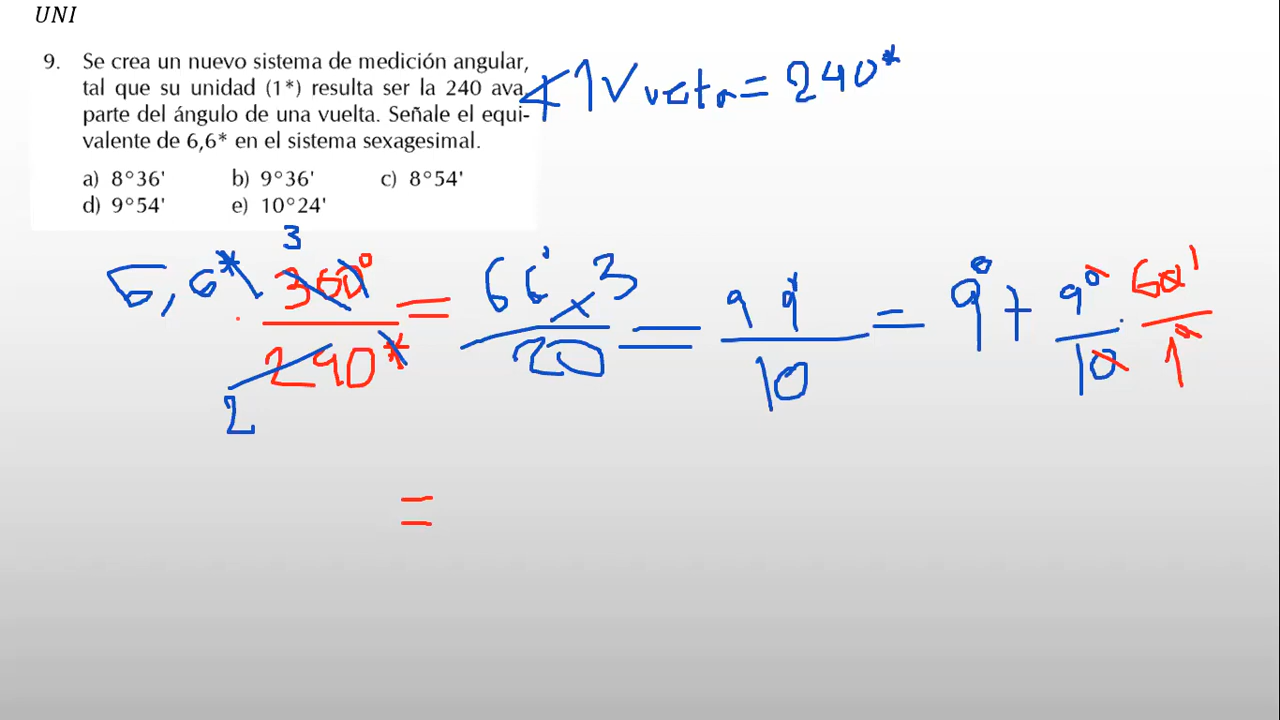 UNI
9. Se crea un nuevo sistema de medición angular,
tal que su unidad (1*) resulta ser la 240 ava
parte del ángulo de una vuelta. Señale el equi-
valente de 6,6* en el sistema sexagesimal.
a) 8°36' b) 9°36' c) 8°54'
d) 9°54' e) 10°24'
∢ 1 Vuelta = 240*
6,6* · 360°/240* = 66° × 3/20 = 99°/10 = 9° + 9°/10 · 60'/1°
3
2
=